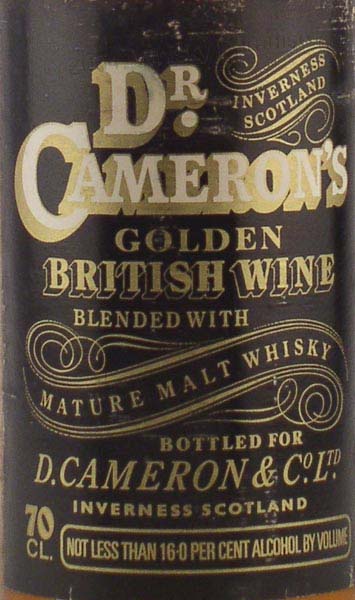 DR.
CAMERON'S
INVERNESS
SCOTLAND
GOLDEN
BRITISH WINE
BLENDED WITH
MATURE MALT WHISKY
BOTTLED FOR
D. CAMERON & CO. LTD
INVERNESS SCOTLAND
70
CL.
NOT LESS THAN 16·0 PER CENT ALCOHOL BY VOLUME